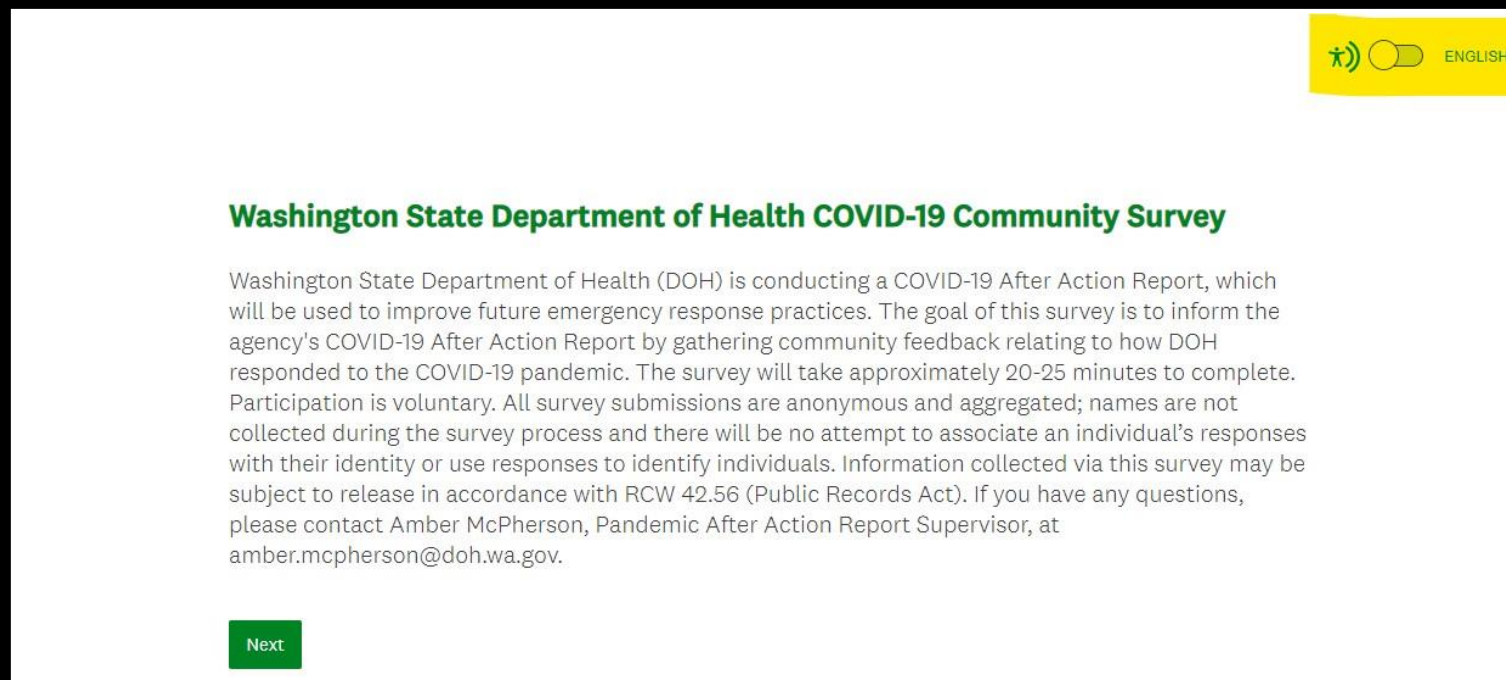 ENGLISH
Washington State Department of Health COVID-19 Community Survey
Washington State Department of Health (DOH) is conducting a COVID-19 After Action Report, which
will be used to improve future emergency response practices. The goal of this survey is to inform the
agency's COVID-19 After Action Report by gathering community feedback relating to how DOH
responded to the COVID-19 pandemic. The survey will take approximately 20-25 minutes to complete.
Participation is voluntary. All survey submissions are anonymous and aggregated; names are not
collected during the survey process and there will be no attempt to associate an individual’s responses
with their identity or use responses to identify individuals. Information collected via this survey may be
subject to release in accordance with RCW 42.56 (Public Records Act). If you have any questions,
please contact Amber McPherson, Pandemic After Action Report Supervisor, at
amber.mcpherson@doh.wa.gov.
Next